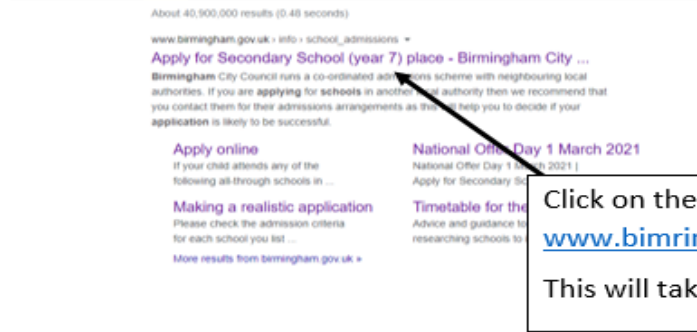 About 40,900,000 results (0.48 seconds)
www.birmingham.gov.uk › info › school_admissions
Apply for Secondary School (year 7) place - Birmingham City ...
Birmingham City Council runs a co-ordinated admissions scheme with neighbouring local
authorities. If you are applying for schools in another local authority then we recommend that
you contact them for their admissions arrangements as this will help you to decide if your
application is likely to be successful.
Apply online
If your child attends any of the
following all-through schools in ...
National Offer Day 1 March 2021
National Offer Day 1 March 2021 |
Apply for Secondary Sc
Making a realistic application
Please check the admission criteria
for each school you list ...
Timetable for the
Advice and guidance to
researching schools to
More results from birmingham.gov.uk »
Click on the
www.bimri
This will tak